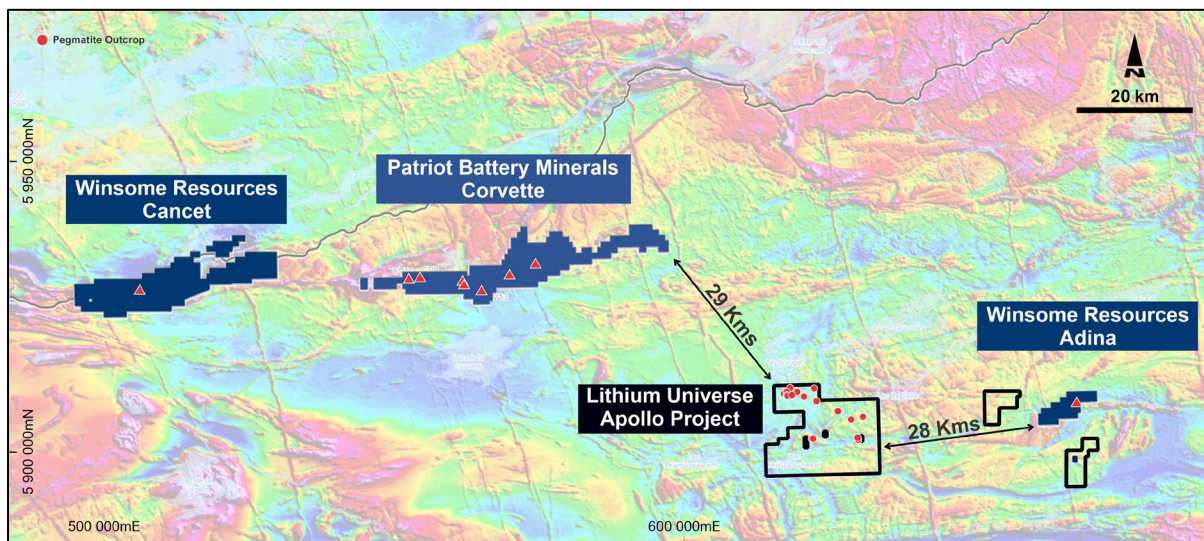 Pegmatite Outcrop
N
20 km
5 950 000mN
Patriot Battery Minerals
Corvette
Winsome Resources
Cancet
29 Kms
Winsome Resources
Adina
Lithium Universe
Apollo Project
28 Kms
5 900 000mN
500 000mE
600 000mE